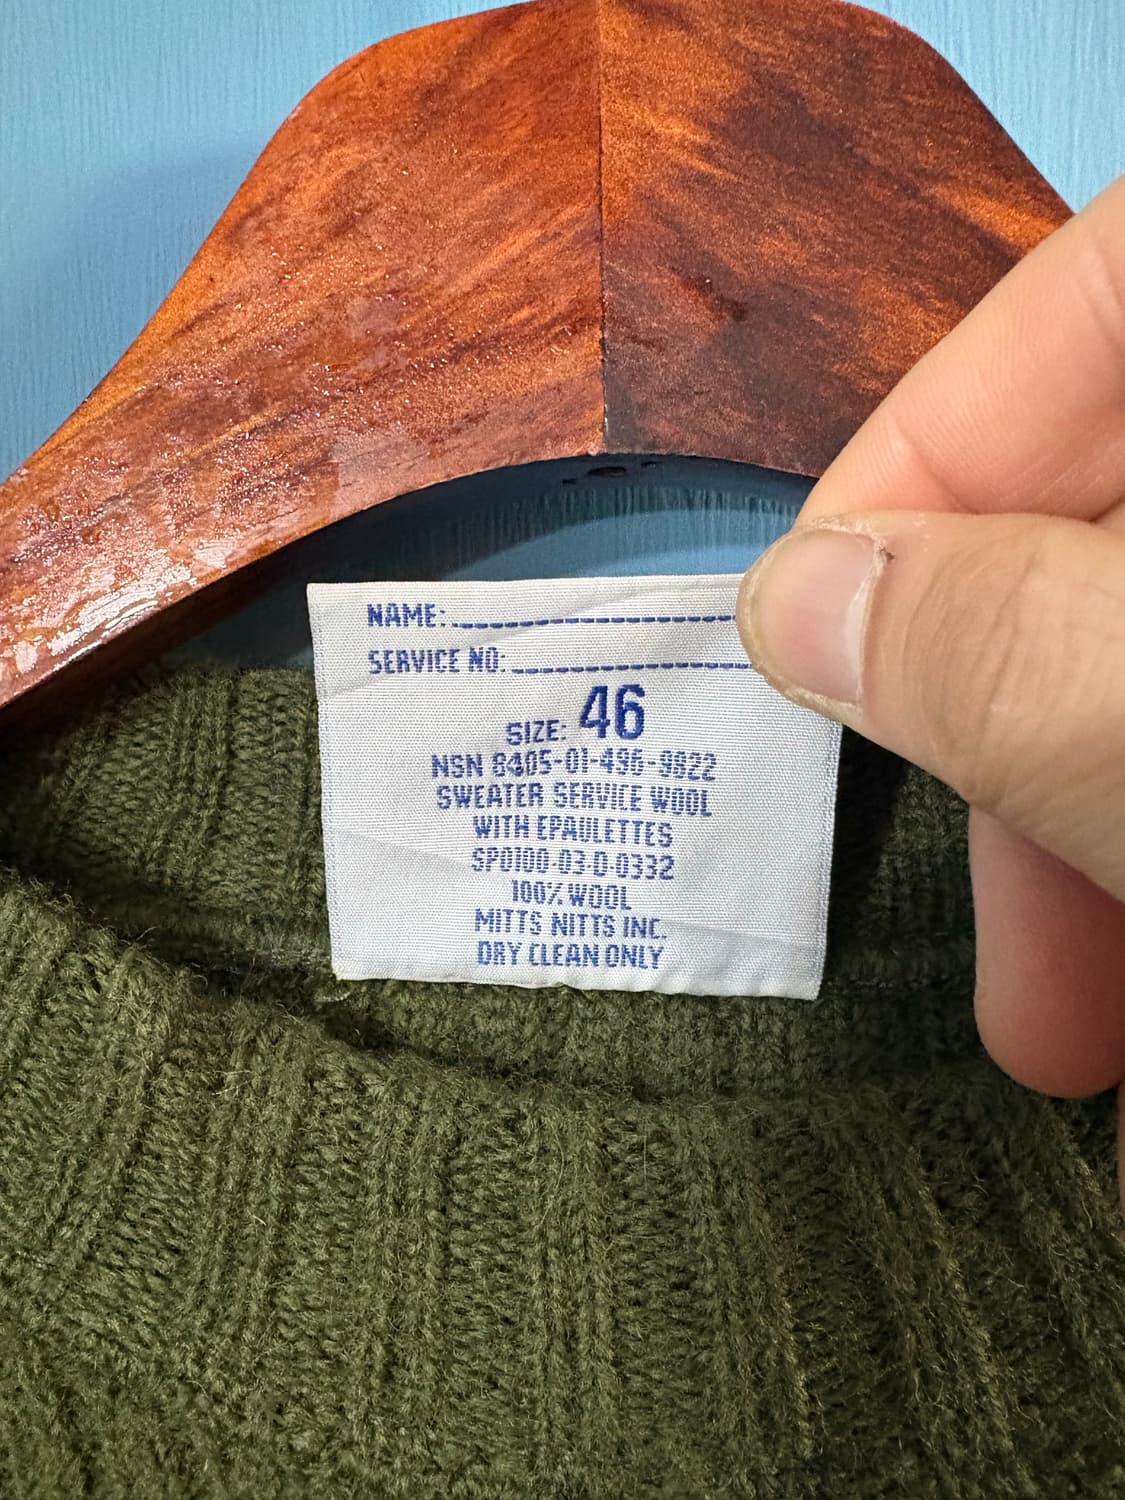 NAME:
SERVICE NO:
SIZE: 46
NSN 8405-01-496-9822
SWEATER SERVICE WOOL
WITH EPAULETTES
SP0100-03-D-0332
100% WOOL
MITTS NITTS INC.
DRY CLEAN ONLY